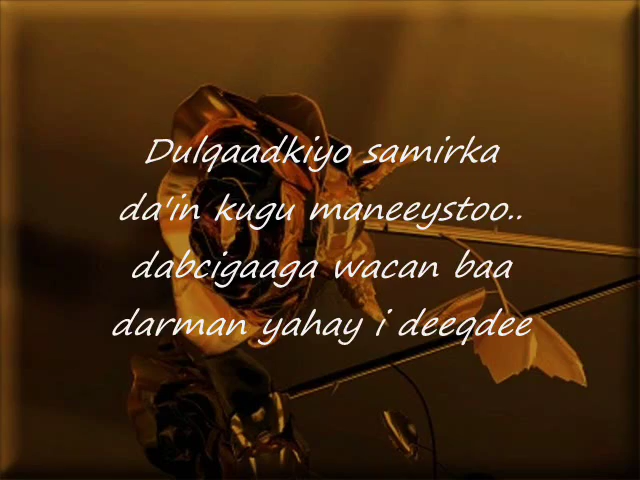 Dulqaadkiyo samirka
da'in kugu maneeystoo..
dabcigaaga wacan baa
darman yahay i deeqdee